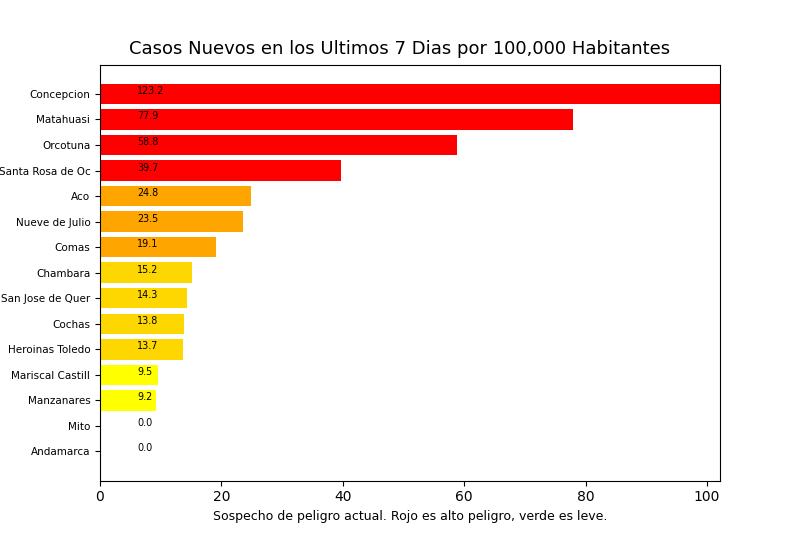 Casos Nuevos en los Ultimos 7 Dias por 100,000 Habitantes
Concepcion 123.2
Matahuasi 77.9
Orcotuna 58.8
Santa Rosa de Oc 39.7
Aco 24.8
Nueve de Julio 23.5
Comas 19.1
Chambara 15.2
San Jose de Quer 14.3
Cochas 13.8
Heroinas Toledo 13.7
Mariscal Castill 9.5
Manzanares 9.2
Mito 0.0
Andamarca 0.0
0 20 40 60 80 100
Sospecho de peligro actual. Rojo es alto peligro, verde es leve.